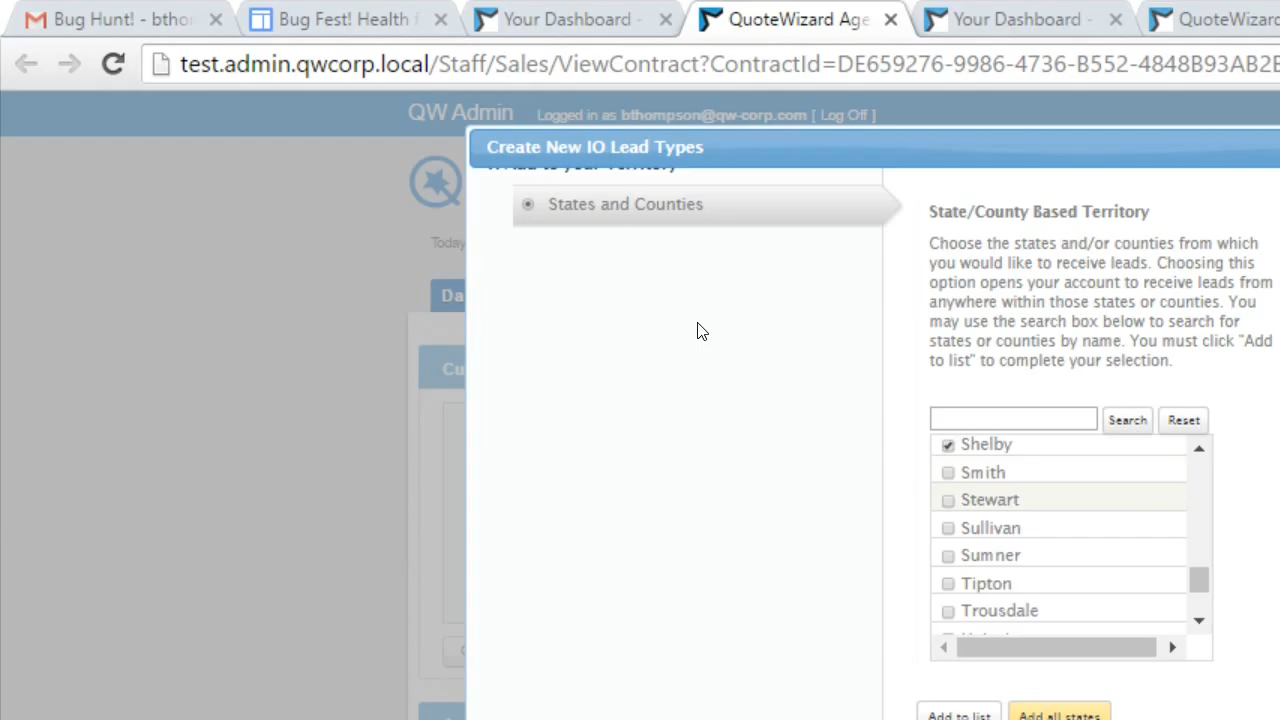 Bug Hunt! - btho
Bug Fest! Health
Your Dashboard -
QuoteWizard Age
Your Dashboard -
QuoteWizard
test.admin.qwcorp.local/Staff/Sales/ViewContract?ContractId=DE659276-9986-4736-B552-4848B93AB2E
QW Admin
Logged in as bthompson@qw-corp.com [ Log Off ]
Create New IO Lead Types
States and Counties
Today
Da
Cu
State/County Based Territory
Choose the states and/or counties from which
you would like to receive leads. Choosing this
option opens your account to receive leads from
anywhere within those states or counties. You
may use the search box below to search for
states or counties by name. You must click "Add
to list" to complete your selection.
Search
Reset
Shelby
Smith
Stewart
Sullivan
Sumner
Tipton
Trousdale
Add to list
Add all states